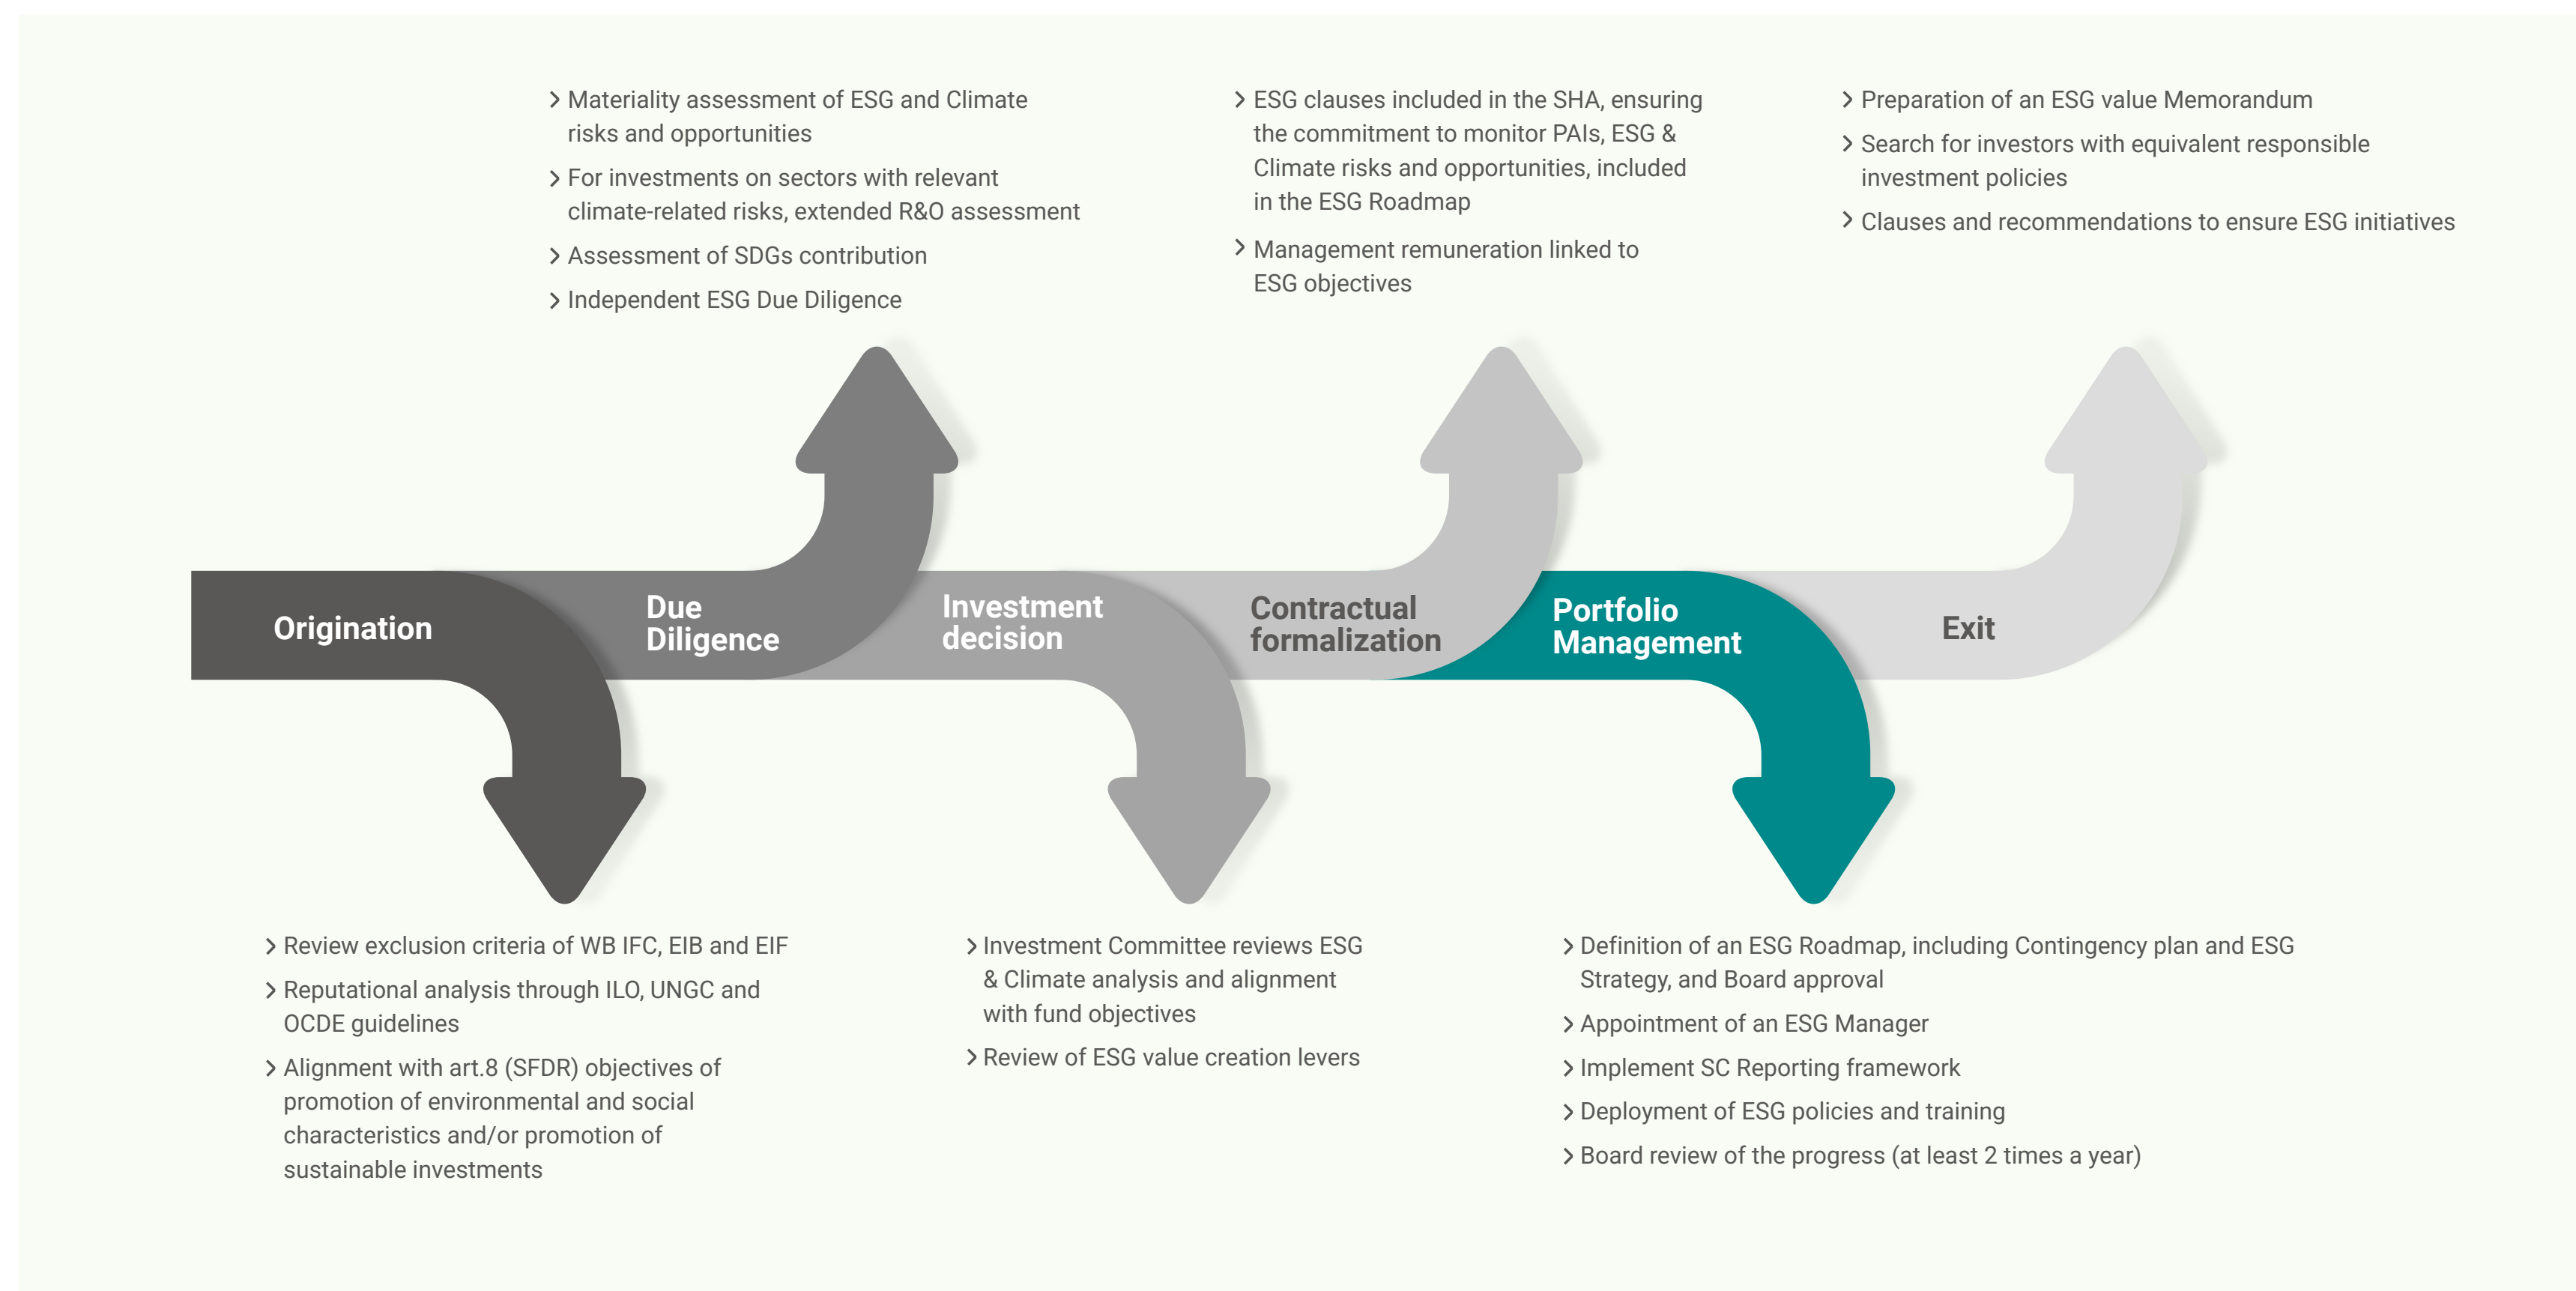 > Materiality assessment of ESG and Climate
risks and opportunities
> For investments on sectors with relevant
climate-related risks, extended R&O assessment
> Assessment of SDGs contribution
> Independent ESG Due Diligence
> ESG clauses included in the SHA, ensuring
the commitment to monitor PAIs, ESG &
Climate risks and opportunities, included
in the ESG Roadmap
> Management remuneration linked to
ESG objectives
> Preparation of an ESG value Memorandum
> Search for investors with equivalent responsible
investment policies
> Clauses and recommendations to ensure ESG initiatives
Origination
Due
Diligence
Investment
decision
Contractual
formalization
Portfolio
Management
Exit
> Review exclusion criteria of WB IFC, EIB and EIF
> Reputational analysis through ILO, UNGC and
OCDE guidelines
> Alignment with art.8 (SFDR) objectives of
promotion of environmental and social
characteristics and/or promotion of
sustainable investments
> Investment Committee reviews ESG
& Climate analysis and alignment
with fund objectives
> Review of ESG value creation levers
> Definition of an ESG Roadmap, including Contingency plan and ESG
Strategy, and Board approval
> Appointment of an ESG Manager
> Implement SC Reporting framework
> Deployment of ESG policies and training
> Board review of the progress (at least 2 times a year)